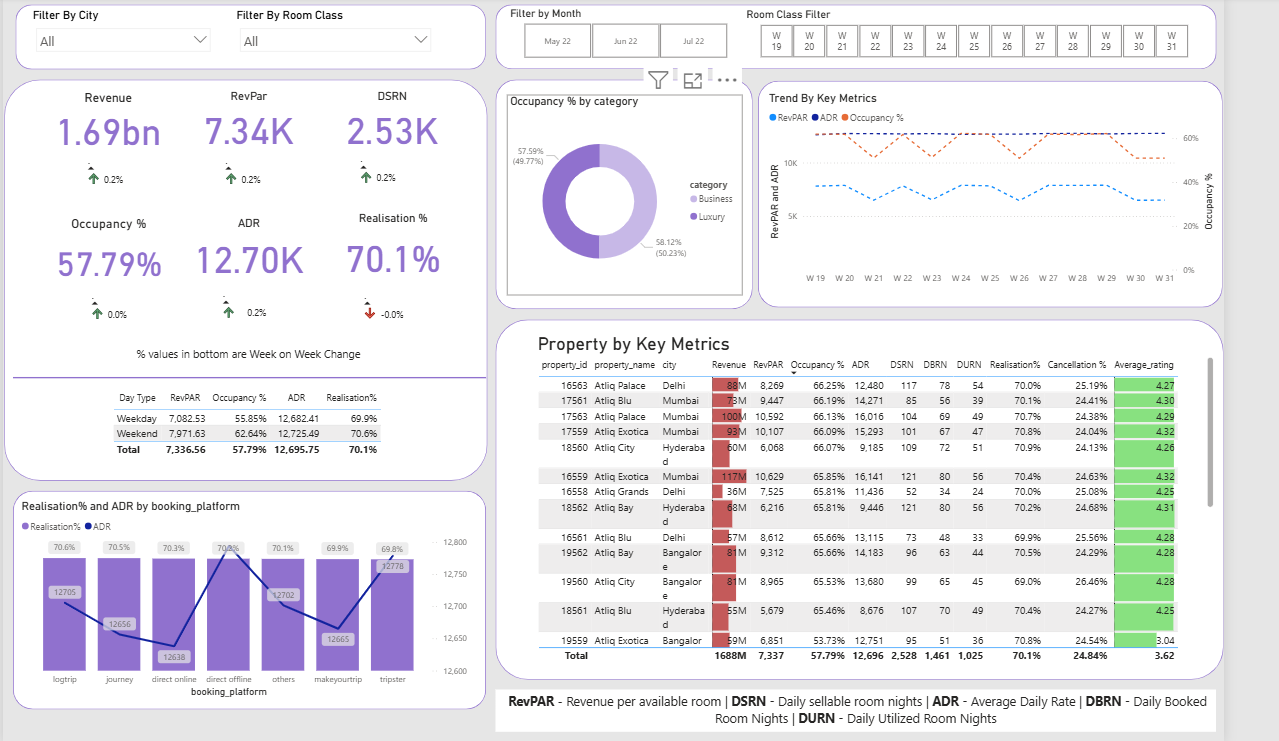 Filter By City
All
Filter By Room Class
All
Filter by Month
May 22 Jun 22 Jul 22
Room Class Filter
W 19 W 20 W 21 W 22 W 23 W 24 W 25 W 26 W 27 W 28 W 29 W 30 W 31
Revenue RevPar DSRN
1.69bn 7.34K 2.53K
0.2% 0.2% 0.2%
Occupancy % ADR Realisation %
57.79% 12.70K 70.1%
0.0% 0.2% -0.0%
% values in bottom are Week on Week Change
Day Type RevPAR Occupancy % ADR Realisation%
Weekday 7,082.53 55.85% 12,682.41 69.9%
Weekend 7,971.63 62.64% 12,725.49 70.6%
Total 7,336.56 57.79% 12,695.75 70.1%
Occupancy % by category
57.59%
(49.77%)
58.12%
(50.23%)
category
Business
Luxury
Trend By Key Metrics
RevPAR ADR Occupancy %
RevPAR and ADR
10K
5K
60%
40%
20%
0%
Occupancy %
W 19 W 20 W 21 W 22 W 23 W 24 W 25 W 26 W 27 W 28 W 29 W 30 W 31
Realisation% and ADR by booking_platform
Realisation% ADR
70.6% 70.5% 70.3% 70.1% 69.9% 69.8%
12705 12656 12638 12702 12665 12778
12,800
12,750
12,700
12,650
12,600
logtrip journey direct online direct offline others makeyourtrip tripster
booking_platform
Property by Key Metrics
property_id property_name city Revenue RevPAR Occupancy % ADR DSRN DBRN DURN Realisation% Cancellation % Average_rating
16563 Atliq Palace Delhi 88M 8,269 66.25% 12,480 117 78 54 70.0% 25.19% 4.27
17561 Atliq Blu Mumbai 73M 9,447 66.19% 14,271 85 56 39 70.1% 24.41% 4.30
17563 Atliq Palace Mumbai 100M 10,592 66.13% 16,016 104 69 49 70.7% 24.38% 4.29
17559 Atliq Exotica Mumbai 93M 10,107 66.09% 15,293 101 67 47 70.8% 24.04% 4.32
18560 Atliq City Hyderaba 60M 6,068 66.07% 9,185 109 72 51 70.9% 24.13% 4.26
d
16559 Atliq Exotica Mumbai 117M 10,629 65.85% 16,141 121 80 56 70.4% 24.63% 4.32
16558 Atliq Grands Delhi 36M 7,525 65.81% 11,436 52 34 24 70.0% 25.08% 4.25
18562 Atliq Bay Hyderaba 68M 6,216 65.81% 9,446 121 80 56 70.2% 24.68% 4.31
d
16561 Atliq Blu Delhi 57M 8,612 65.66% 13,115 73 48 33 69.9% 25.56% 4.28
19562 Atliq Bay Bangalor 81M 9,312 65.66% 14,183 96 63 44 70.5% 24.29% 4.28
e
19560 Atliq City Bangalor 81M 8,965 65.53% 13,680 99 65 45 69.0% 26.46% 4.28
e
18561 Atliq Blu Hyderaba 55M 5,679 65.46% 8,676 107 70 49 70.4% 24.27% 4.25
d
19559 Atliq Exotica Bangalor 59M 6,851 53.73% 12,751 95 51 36 70.8% 24.54% 3.04
Total 1688M 7,337 57.79% 12,696 2,528 1,461 1,025 70.1% 24.84% 3.62
RevPAR - Revenue per available room | DSRN - Daily sellable room nights | ADR - Average Daily Rate | DBRN - Daily Booked
Room Nights | DURN - Daily Utilized Room Nights